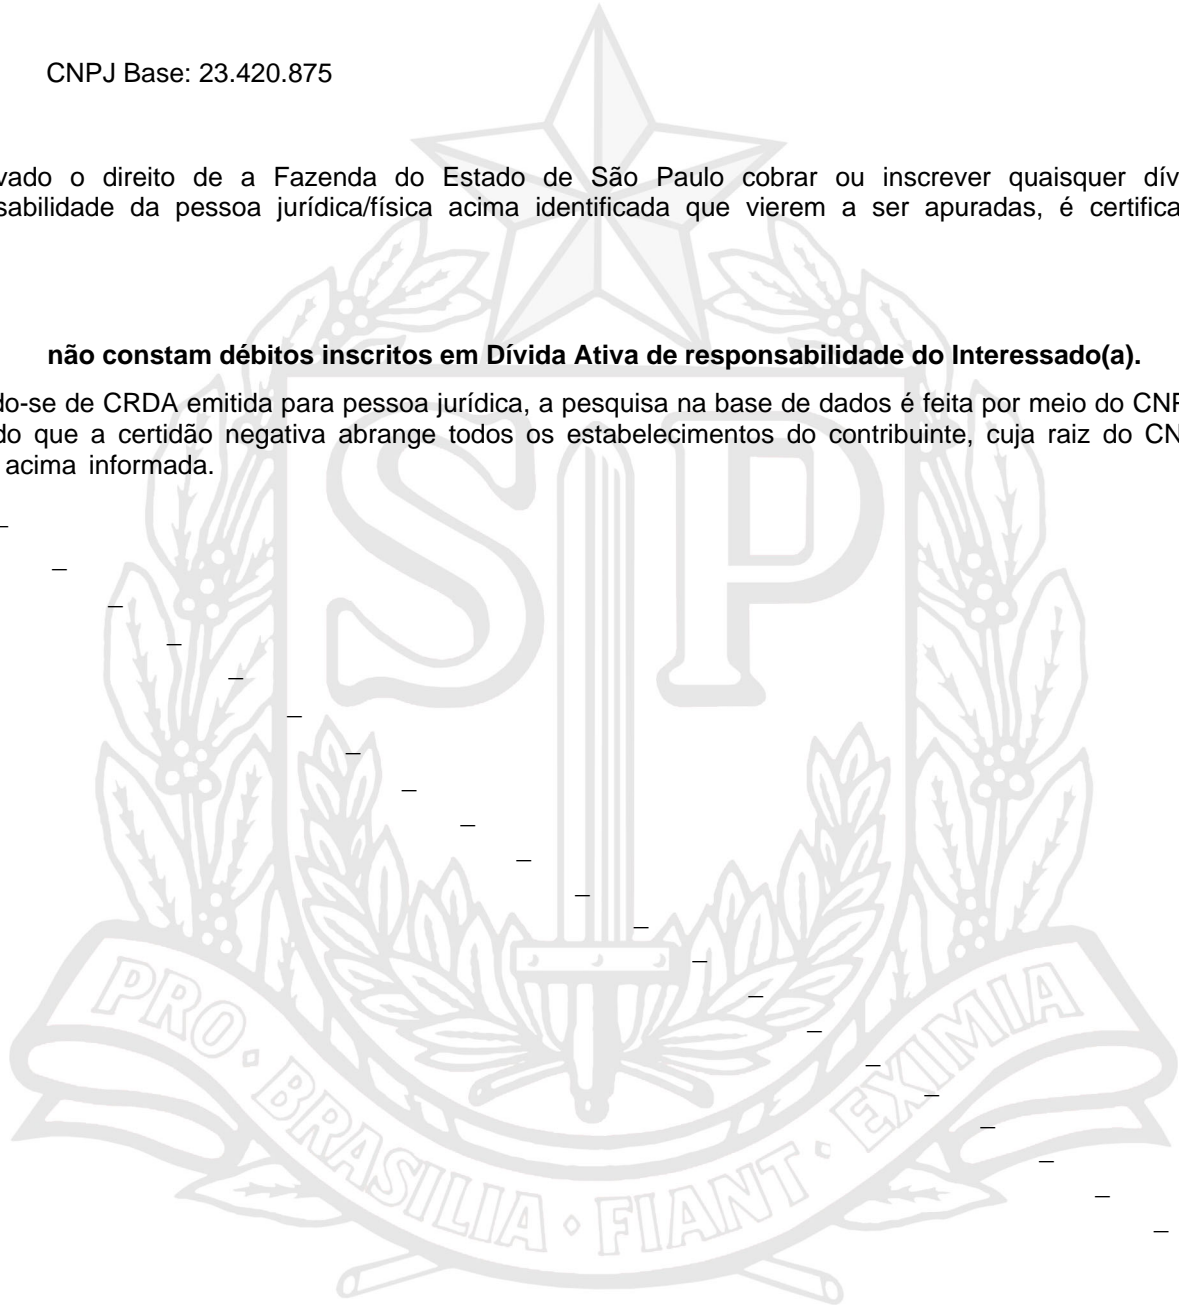 CNPJ Base: 23.420.875
vado o direito de a Fazenda do Estado de São Paulo cobrar ou inscrever quaisquer dív
sabilidade da pessoa jurídica/física acima identificada que vierem a ser apuradas, é certifica
não constam débitos inscritos em Dívida Ativa de responsabilidade do Interessado(a).
do-se de CRDA emitida para pessoa jurídica, a pesquisa na base de dados é feita por meio do CNP
do que a certidão negativa abrange todos os estabelecimentos do contribuinte, cuja raiz do CN
acima informada.
SP
PRO · BRASILIA · FIANT · EXIMIA